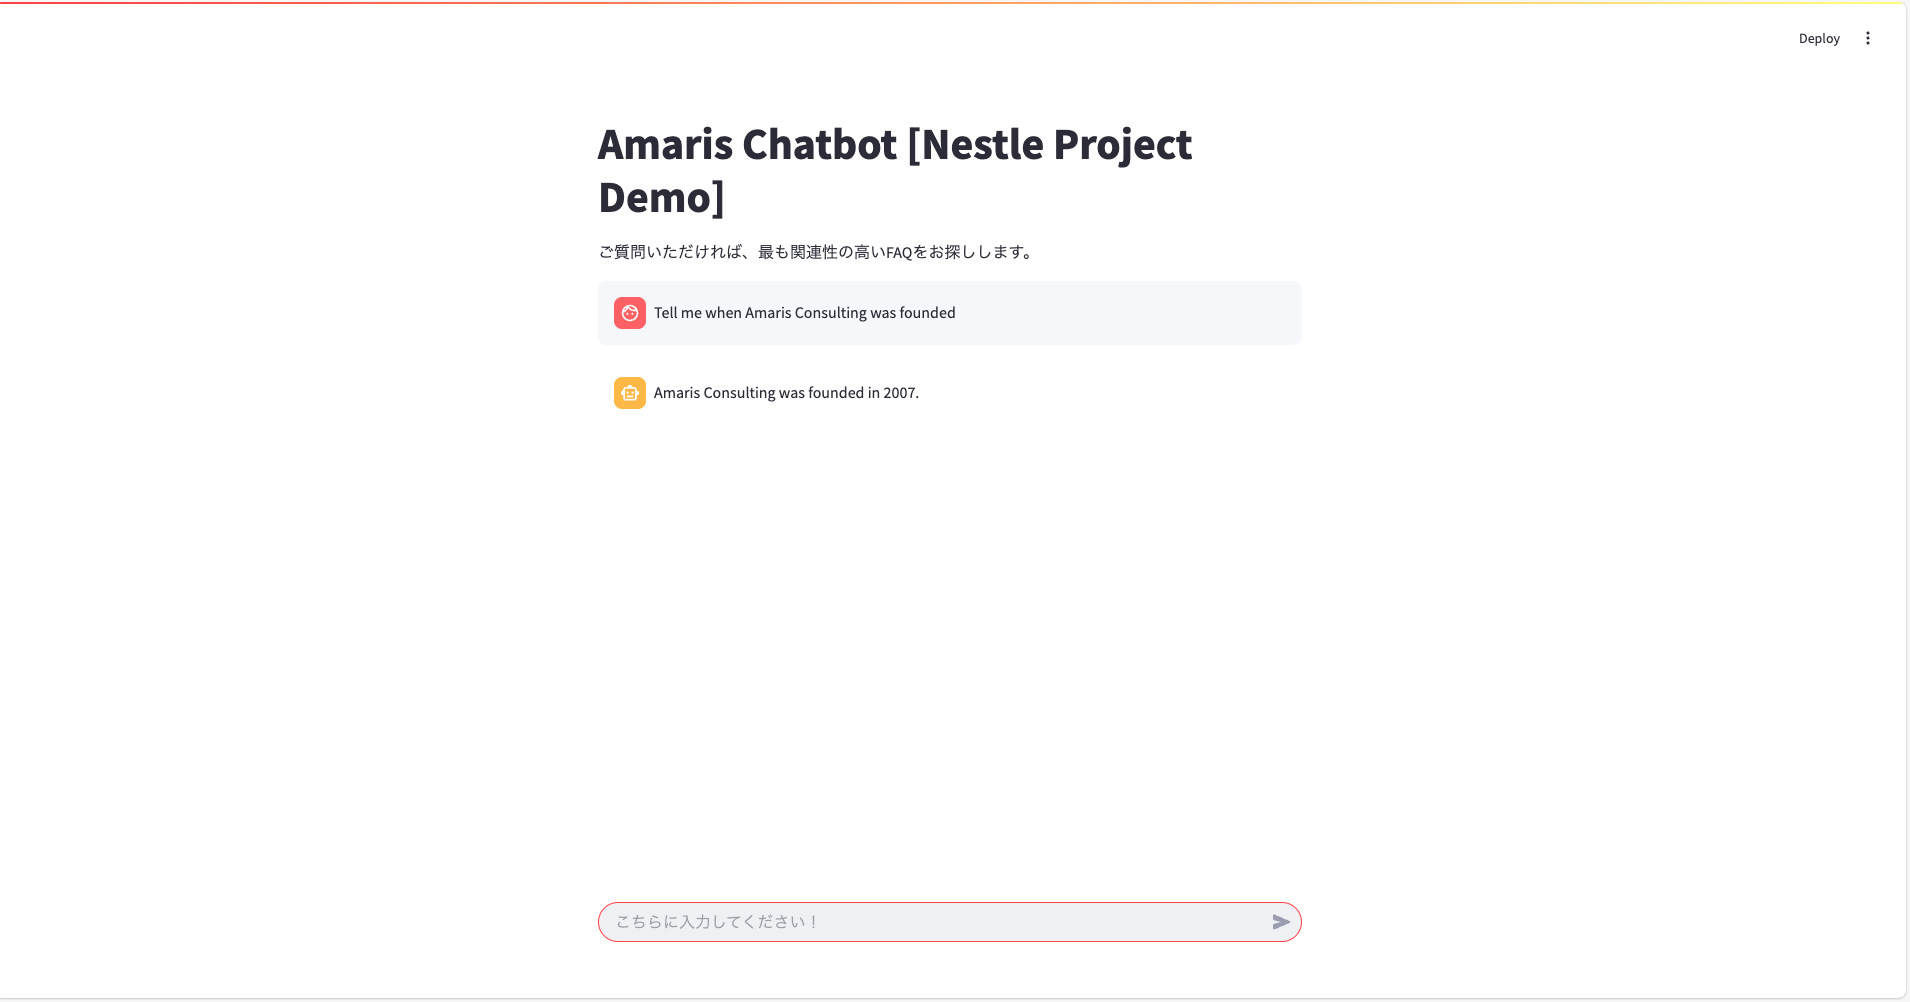 Deploy
Amaris Chatbot [Nestle Project
Demo]
ご質問いただければ、最も関連性の高いFAQをお探しします。
Tell me when Amaris Consulting was founded
Amaris Consulting was founded in 2007.
こちらに入力してください！